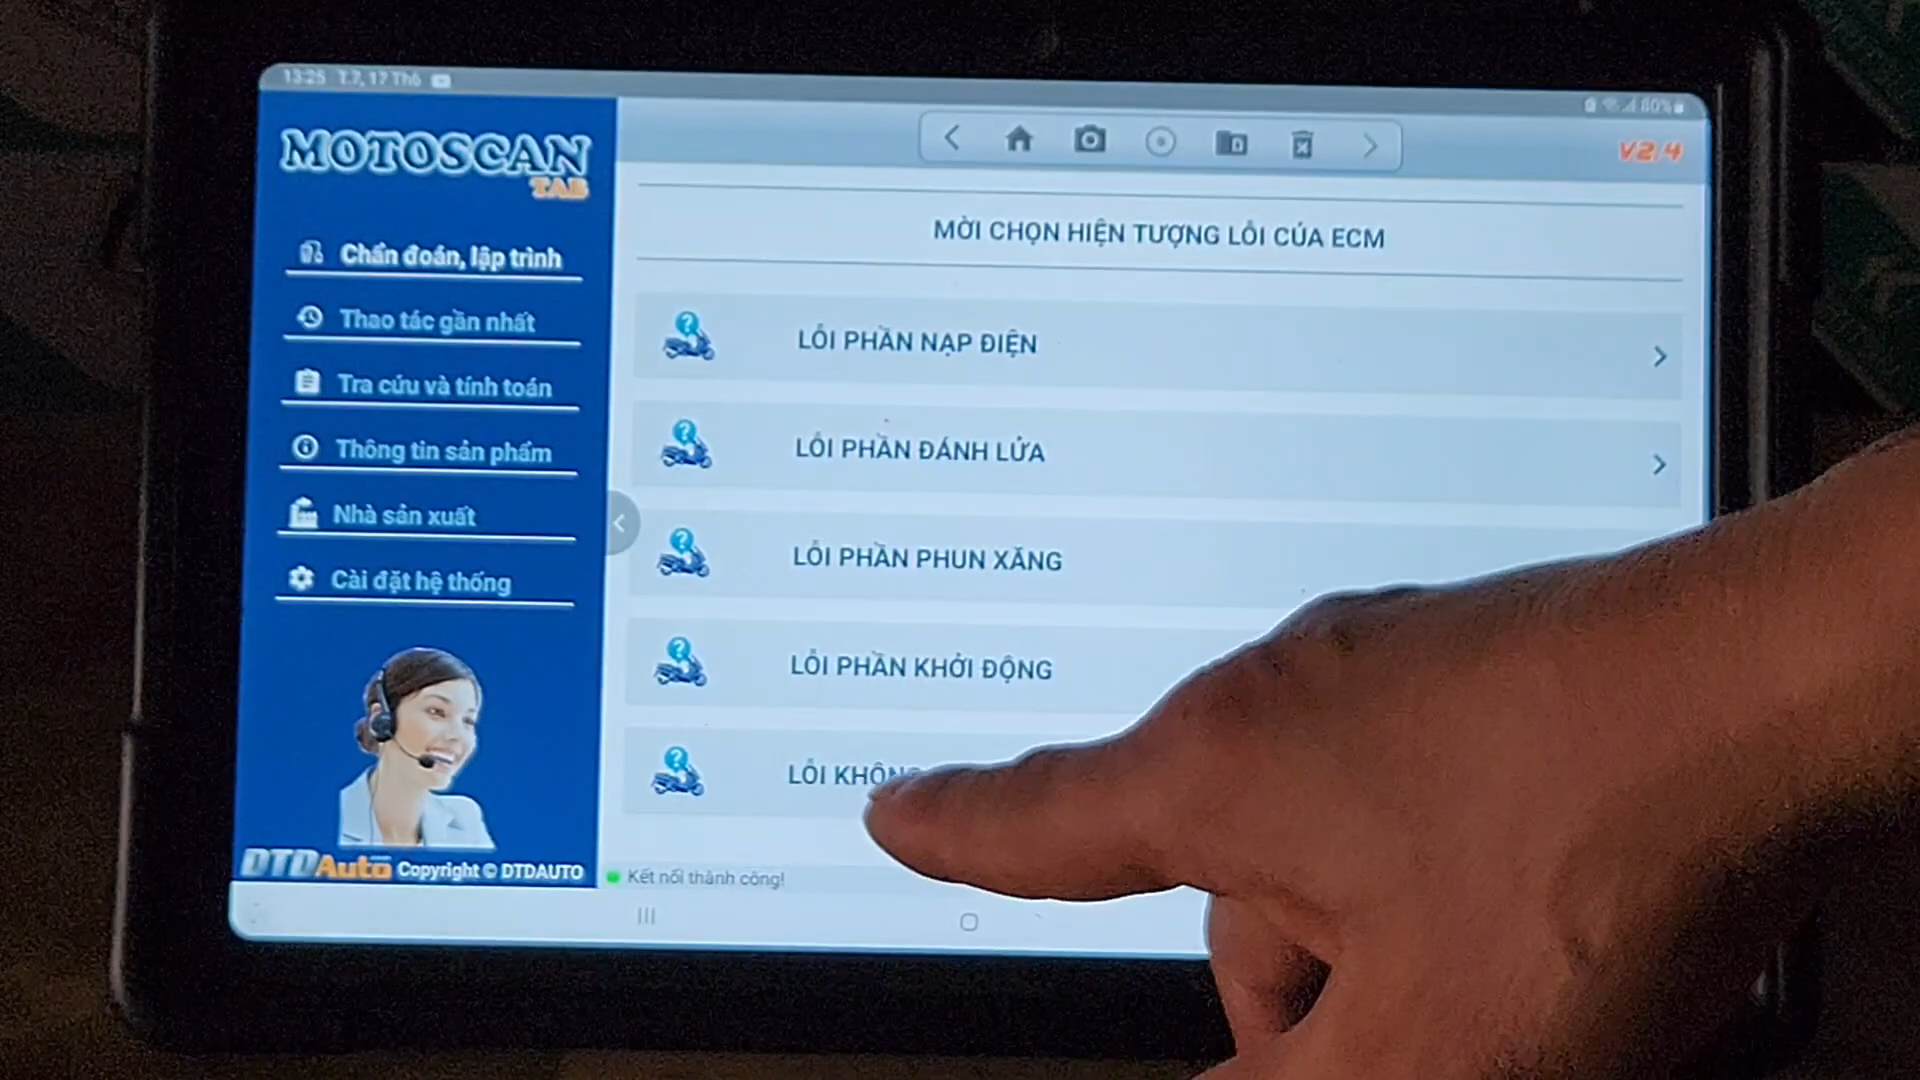 13:25 T.7, 17 Th6
80%
MOTOSCAN
TAB
V2.4
Chẩn đoán, lập trình
Thao tác gần nhất
Tra cứu và tính toán
Thông tin sản phẩm
Nhà sản xuất
Cài đặt hệ thống
MỜI CHỌN HIỆN TƯỢNG LỖI CỦA ECM
LỖI PHẦN NẠP ĐIỆN
LỖI PHẦN ĐÁNH LỬA
LỖI PHẦN PHUN XĂNG
LỖI PHẦN KHỞI ĐỘNG
LỖI KHÔNG
DTDAuto Copyright © DTDAUTO
Kết nối thành công!